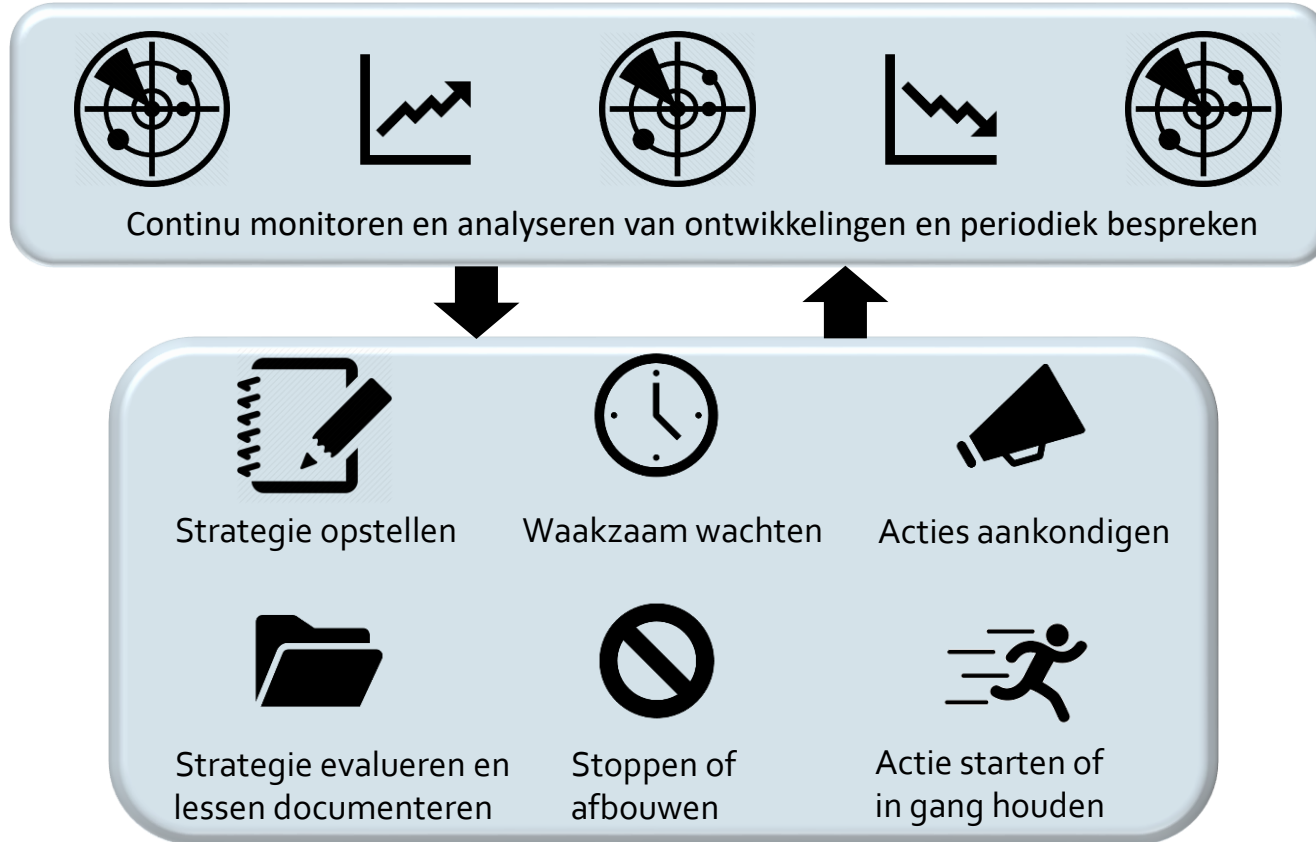 Continu monitoren en analyseren van ontwikkelingen en periodiek bespreken
Strategie opstellen
Waakzaam wachten
Acties aankondigen
Strategie evalueren en
lessen documenteren
Stoppen of
afbouwen
Actie starten of
in gang houden